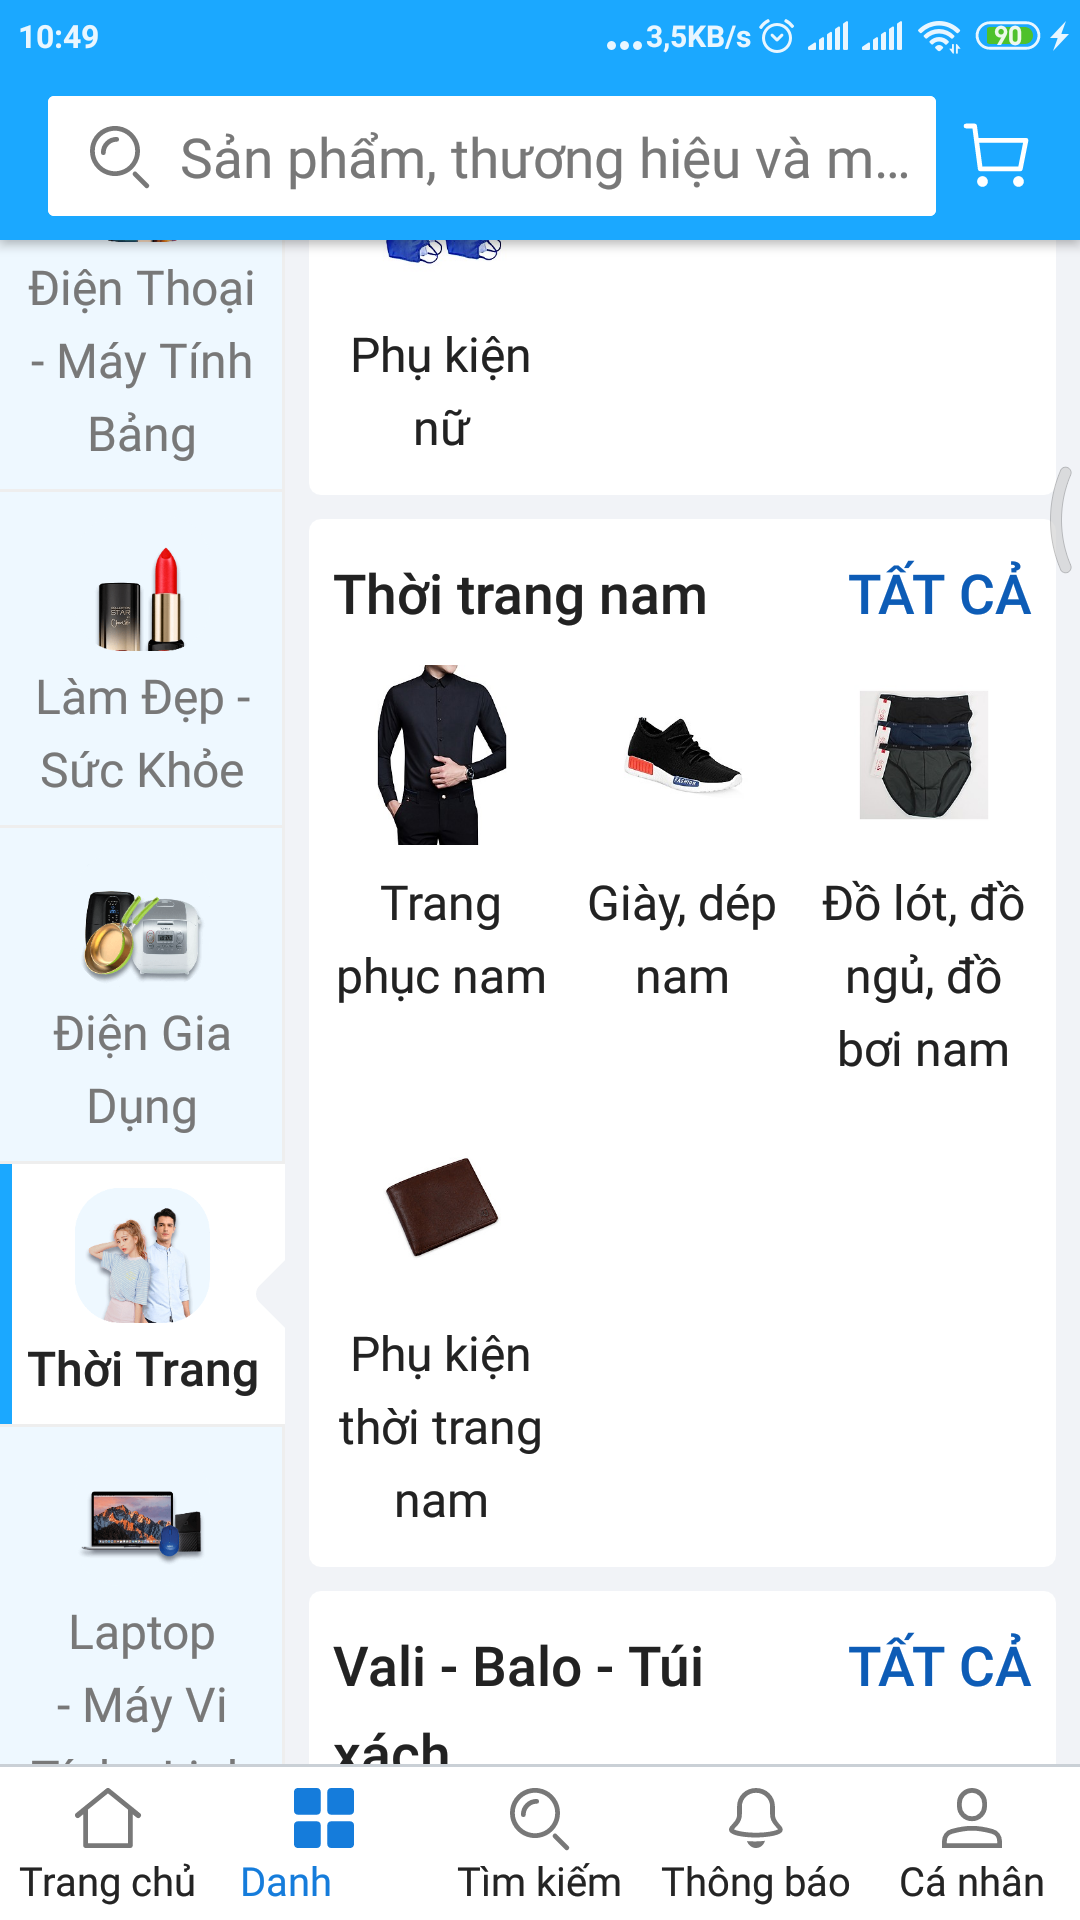 10:49
...3,5KB/s
90
Sản phẩm, thương hiệu và m...
Điện Thoại
- Máy Tính
Bảng
Làm Đẹp -
Sức Khỏe
Điện Gia
Dụng
Thời Trang
Laptop
- Máy Vi
Phụ kiện
nữ
Thời trang nam
TẤT CẢ
Trang
phục nam
Giày, dép
nam
Đồ lót, đồ
ngủ, đồ
bơi nam
Phụ kiện
thời trang
nam
Vali - Balo - Túi
xách
TẤT CẢ
Trang chủ
Danh
Tìm kiếm
Thông báo
Cá nhân